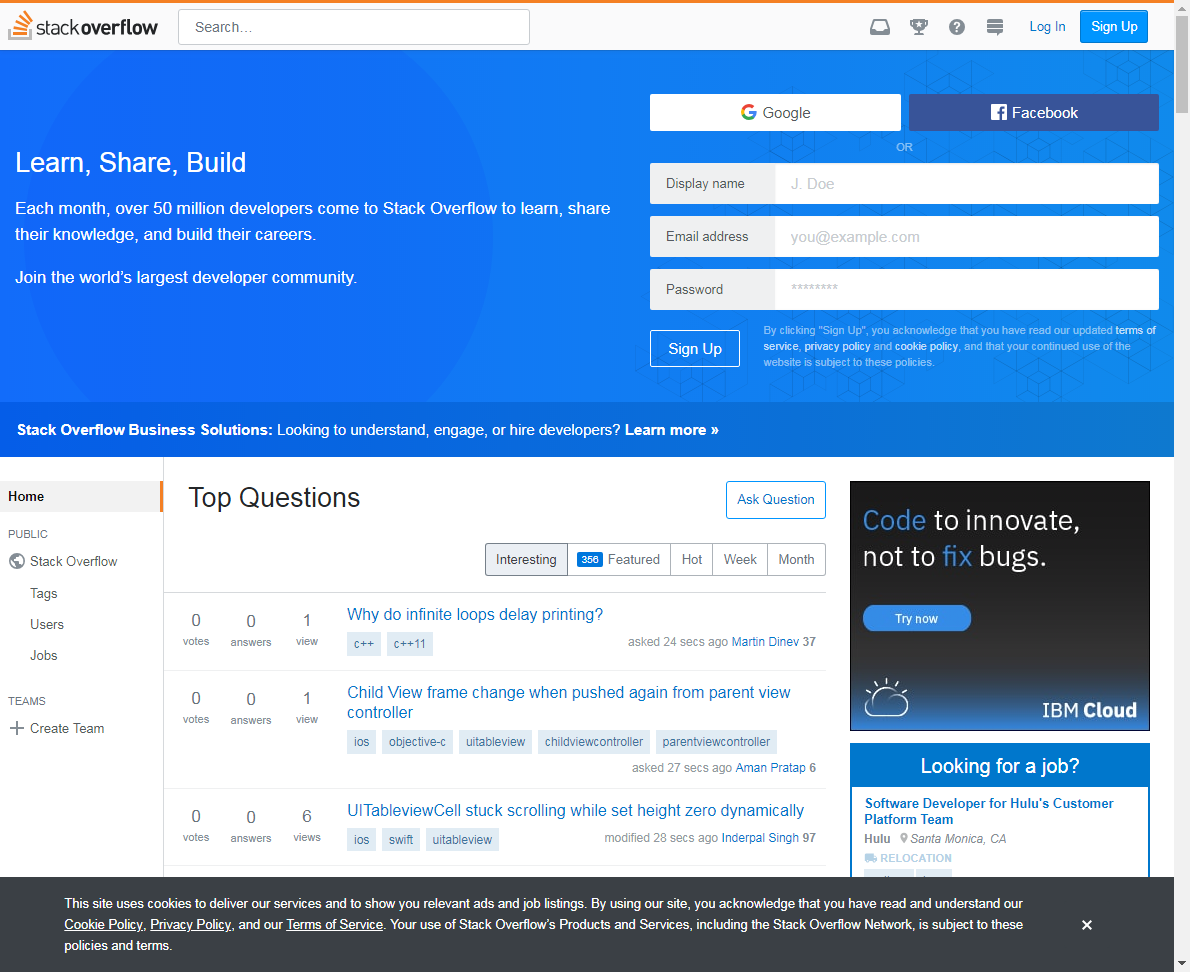 stackoverflow
Search…
Log In
Sign Up
Google
Facebook
OR
Learn, Share, Build
Each month, over 50 million developers come to Stack Overflow to learn, share
their knowledge, and build their careers.
Join the world’s largest developer community.
Display name
J. Doe
Email address
you@example.com
Password
********
Sign Up
By clicking "Sign Up", you acknowledge that you have read our updated terms of
service, privacy policy and cookie policy, and that your continued use of the
website is subject to these policies.
Stack Overflow Business Solutions: Looking to understand, engage, or hire developers? Learn more »
Home
PUBLIC
Stack Overflow
Tags
Users
Jobs
TEAMS
Create Team
Top Questions
Ask Question
Interesting
356 Featured
Hot
Week
Month
0 votes
0 answers
1 view
Why do infinite loops delay printing?
c++ c++11
asked 24 secs ago Martin Dinev 37
0 votes
0 answers
1 view
Child View frame change when pushed again from parent view
controller
ios objective-c uitableview childviewcontroller parentviewcontroller
asked 27 secs ago Aman Pratap 6
0 votes
0 answers
6 views
UITableviewCell stuck scrolling while set height zero dynamically
ios swift uitableview
modified 28 secs ago Inderpal Singh 97
Code to innovate,
not to fix bugs.
Try now
IBM Cloud
Looking for a job?
Software Developer for Hulu's Customer
Platform Team
Hulu Santa Monica, CA
RELOCATION
This site uses cookies to deliver our services and to show you relevant ads and job listings. By using our site, you acknowledge that you have read and understand our
Cookie Policy, Privacy Policy, and our Terms of Service. Your use of Stack Overflow’s Products and Services, including the Stack Overflow Network, is subject to these
policies and terms.